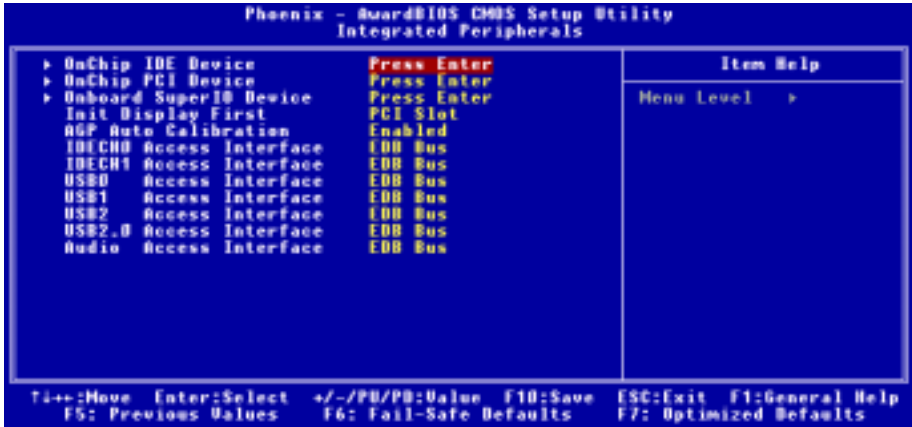 Phoenix - AwardBIOS CMOS Setup Utility
Integrated Peripherals
▸ OnChip IDE Device Press Enter
▸ OnChip PCI Device Press Enter
▸ Onboard SuperIO Device Press Enter
Init Display First PCI Slot
AGP Auto Calibration Enabled
IDECH0 Access Interface EDB Bus
IDECH1 Access Interface EDB Bus
USB0 Access Interface EDB Bus
USB1 Access Interface EDB Bus
USB2 Access Interface EDB Bus
USB2.0 Access Interface EDB Bus
Audio Access Interface EDB Bus
Item Help
Menu Level ▸
↑↓→←:Move Enter:Select +/-/PU/PD:Value F10:Save ESC:Exit F1:General Help
F5: Previous Values F6: Fail-Safe Defaults F7: Optimized Defaults